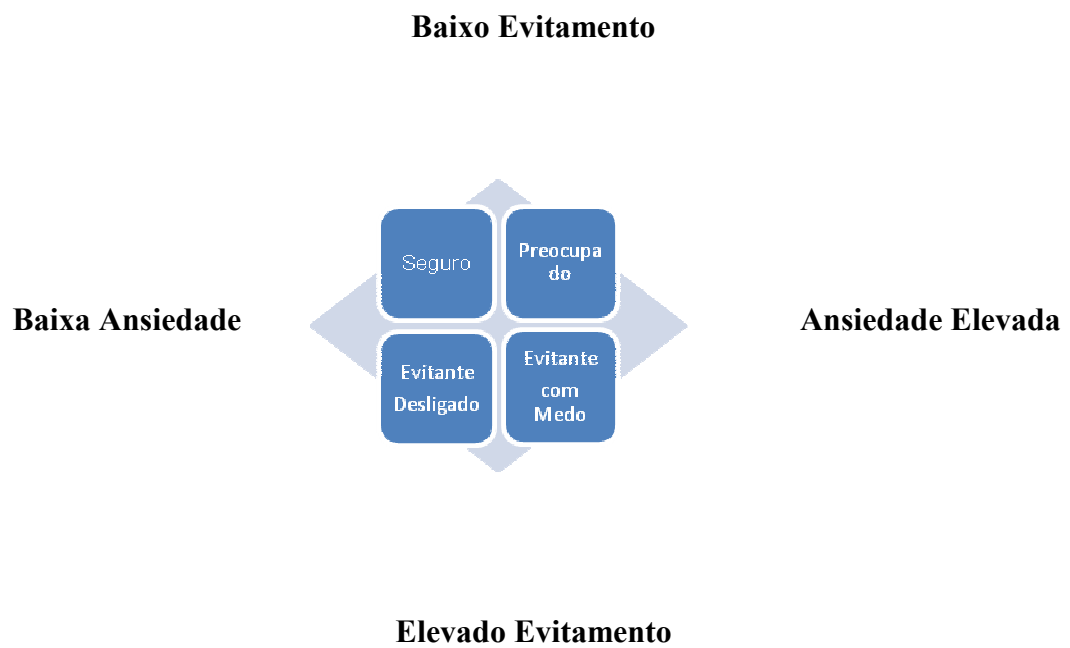 Baixo Evitamento
Seguro
Preocupa
do
Baixa Ansiedade
Ansiedade Elevada
Evitante
Desligado
Evitante
com
Medo
Elevado Evitamento